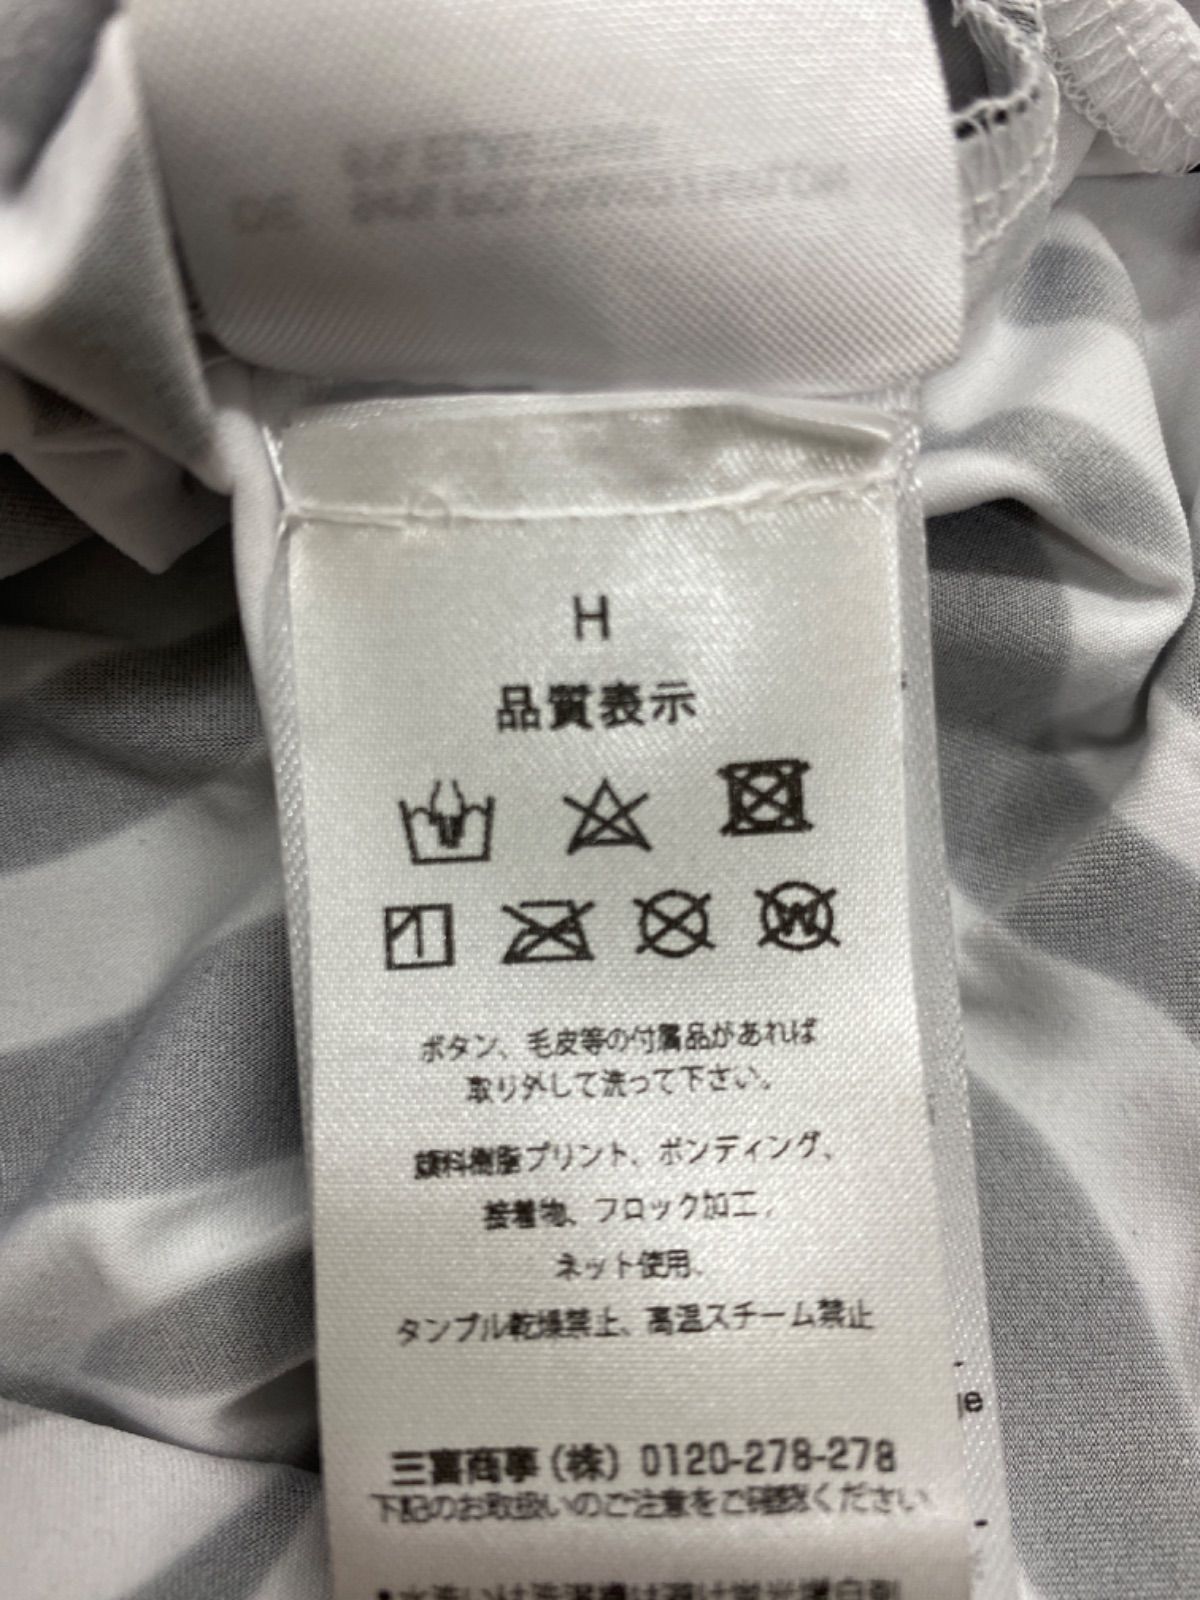 H
品質表示
W
ボタン、毛皮等の付属品があれば
取り外して洗って下さい。
顔料樹脂プリント、ボンディング、
接着物、フロック加工、
ネット使用、
タンブル乾燥禁止、高温スチーム禁止
三喜商事(株) 0120-278-278
下記のお取扱いのご注意をご確認ください